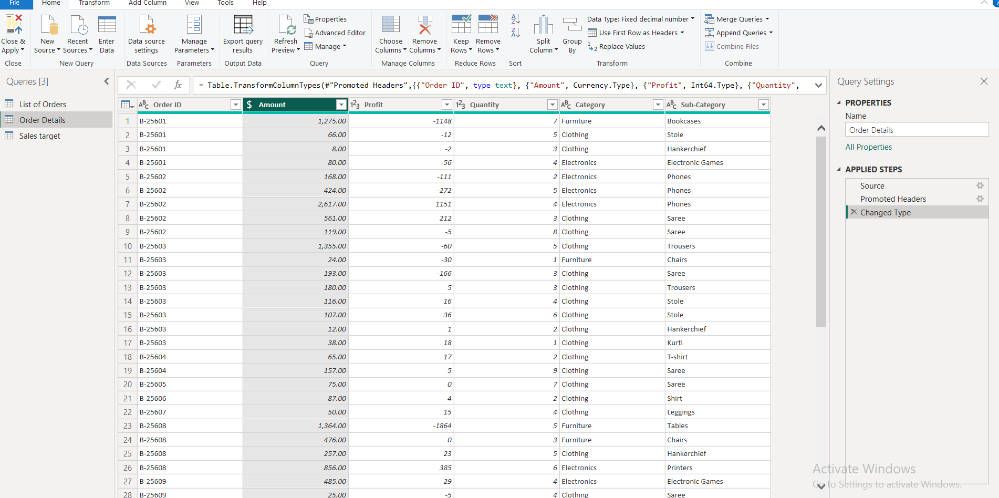 File Home Transform Add Column View Tools Help
Close & Apply
New Source
Recent Sources
Enter Data
Data source settings
Manage Parameters
Export query results
Refresh Preview
Properties
Advanced Editor
Manage
Choose Columns
Remove Columns
Keep Rows
Remove Rows
Split Column
Group By
Data Type: Fixed decimal number
Use First Row as Headers
Replace Values
Merge Queries
Append Queries
Combine Files
Close New Query Data Sources Parameters Output Data Query Manage Columns Reduce Rows Sort Transform Combine
Queries [3]
List of Orders
Order Details
Sales target
fx = Table.TransformColumnTypes(#"Promoted Headers",{{"Order ID", type text}, {"Amount", Currency.Type}, {"Profit", Int64.Type}, {"Quantity",
ABC Order ID $ Amount 123 Profit 123 Quantity ABC Category ABC Sub-Category
1 B-25601 1,275.00 -1148 7 Furniture Bookcases
2 B-25601 66.00 -12 5 Clothing Stole
3 B-25601 8.00 -2 3 Clothing Hankerchief
4 B-25601 80.00 -56 4 Electronics Electronic Games
5 B-25602 168.00 -111 2 Electronics Phones
6 B-25602 424.00 -272 5 Electronics Phones
7 B-25602 2,617.00 1151 4 Electronics Phones
8 B-25602 561.00 212 3 Clothing Saree
9 B-25602 119.00 -5 8 Clothing Saree
10 B-25603 1,355.00 -60 5 Clothing Trousers
11 B-25603 24.00 -30 1 Furniture Chairs
12 B-25603 193.00 -166 3 Clothing Saree
13 B-25603 180.00 5 3 Clothing Trousers
14 B-25603 116.00 16 4 Clothing Stole
15 B-25603 107.00 36 6 Clothing Stole
16 B-25603 12.00 1 2 Clothing Hankerchief
17 B-25603 38.00 18 1 Clothing Kurti
18 B-25604 65.00 17 2 Clothing T-shirt
19 B-25604 157.00 5 9 Clothing Saree
20 B-25605 75.00 0 7 Clothing Saree
21 B-25606 87.00 4 2 Clothing Shirt
22 B-25607 50.00 15 4 Clothing Leggings
23 B-25608 1,364.00 -1864 5 Furniture Tables
24 B-25608 476.00 0 3 Furniture Chairs
25 B-25608 257.00 23 5 Clothing Hankerchief
26 B-25608 856.00 385 6 Electronics Printers
27 B-25609 485.00 29 4 Electronics Electronic Games
28 B-25609 25.00 -5 4 Clothing Saree
Query Settings
PROPERTIES
Name
Order Details
All Properties
APPLIED STEPS
Source
Promoted Headers
Changed Type
Activate Windows
Go to Settings to activate Windows.